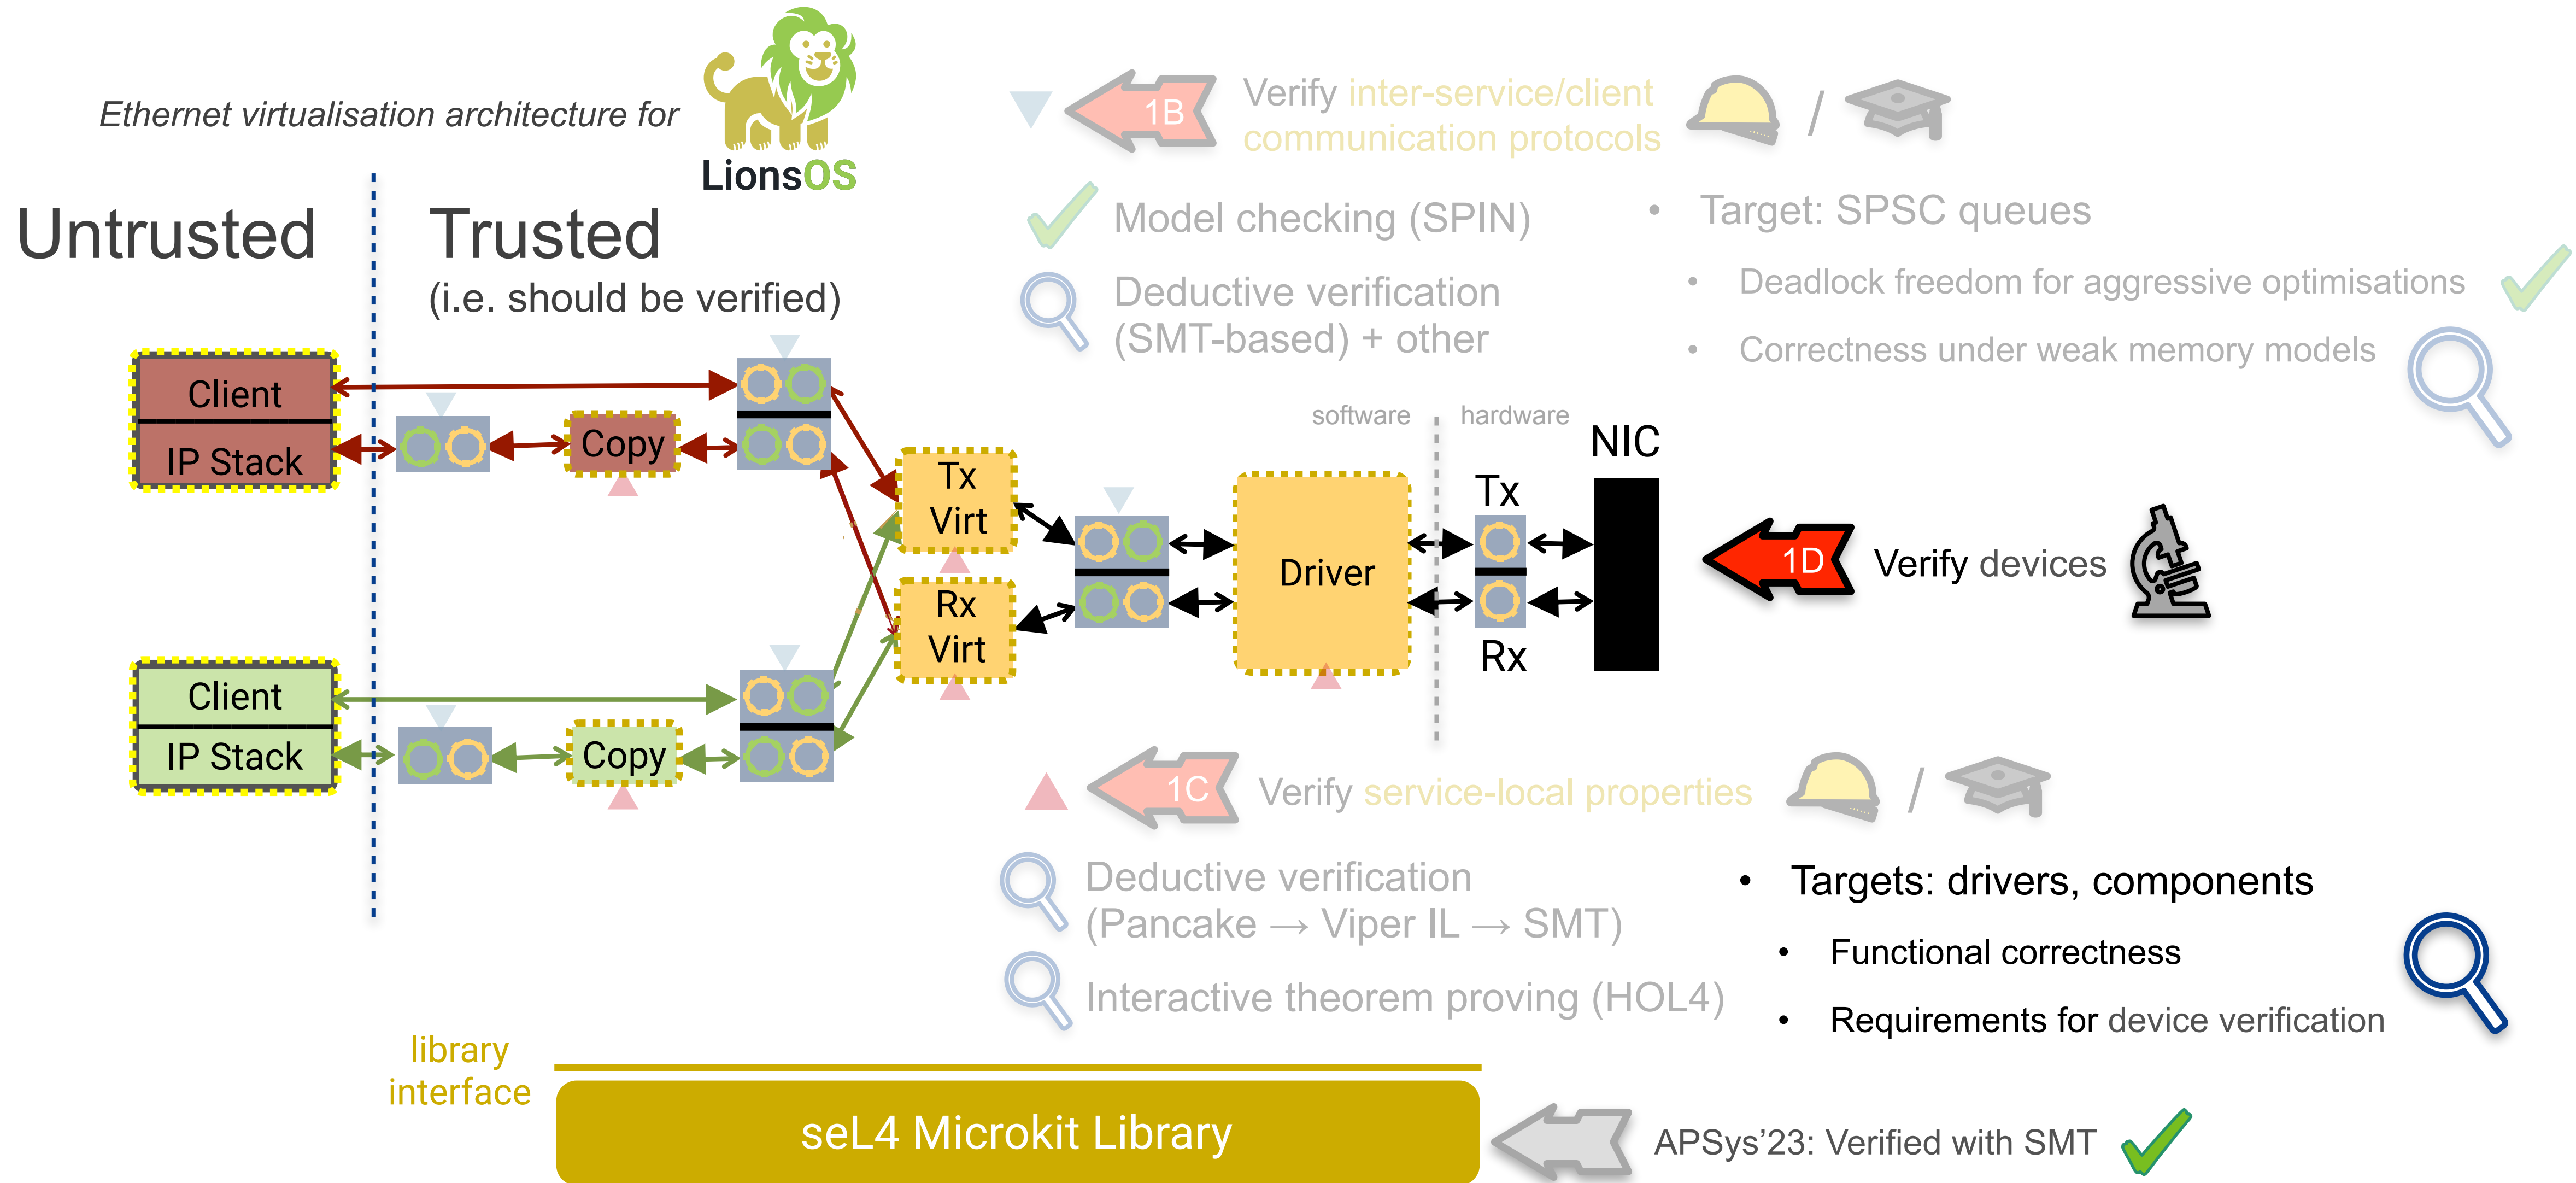 Ethernet virtualisation architecture for
LionsOS
Untrusted
Trusted
(i.e. should be verified)
1B
Verify inter-service/client
communication protocols
/
Model checking (SPIN)
Deductive verification
(SMT-based) + other
• Target: SPSC queues
• Deadlock freedom for aggressive optimisations
• Correctness under weak memory models
Client
IP Stack
Copy
Tx
Virt
Rx
Virt
Driver
software
hardware
NIC
Tx
Rx
1D
Verify devices
Client
IP Stack
Copy
1C
Verify service-local properties
/
Deductive verification
(Pancake → Viper IL → SMT)
Interactive theorem proving (HOL4)
• Targets: drivers, components
• Functional correctness
• Requirements for device verification
library
interface
seL4 Microkit Library
APSys’23: Verified with SMT